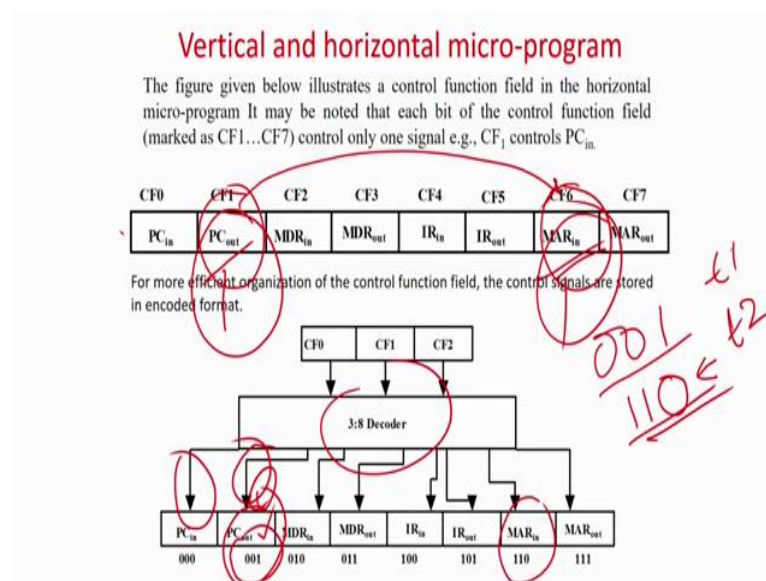 Vertical and horizontal micro-program
The figure given below illustrates a control function field in the horizontal
micro-program It may be noted that each bit of the control function field
(marked as CF1...CF7) control only one signal e.g., CF1 controls PCin.
CF0 CF1 CF2 CF3 CF4 CF5 CF6 CF7
PCin PCout MDRin MDRout IRin IRout MARin MARout
For more efficient organization of the control function field, the control signals are stored
in encoded format.
001 t1
110 t2
CF0 CF1 CF2
3:8 Decoder
PCin PCout MDRin MDRout IRin IRout MARin MARout
000 001 010 011 100 101 110 111